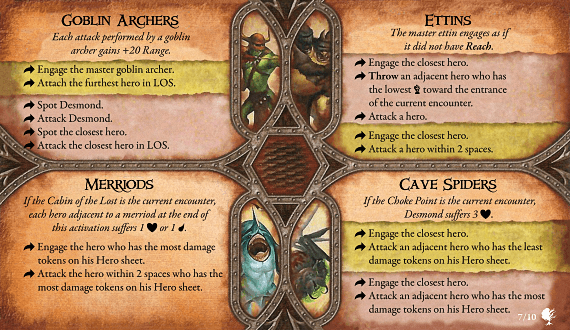 GOBLIN ARCHERS
Each attack performed by a goblin
archer gains +20 Range.
Engage the master goblin archer.
Attach the furthest hero in LOS.
Spot Desmond.
Attack Desmond.
Spot the closest hero.
Attack the closest hero in LOS.
ETTINS
The master ettin engages as if
it did not have Reach.
Engage the closest hero.
Throw an adjacent hero who has
the lowest toward the entrance
of the current encounter.
Attack a hero.
Engage the closest hero.
Attack a hero within 2 spaces.
MERRIODS
If the Cabin of the Lost is the current encounter,
each hero adjacent to a merriod at the end of
this activation suffers 1 or 1 .
Engage the hero who has the most damage
tokens on his Hero sheet.
Attack the hero within 2 spaces who has the
most damage tokens on his Hero sheet.
CAVE SPIDERS
If the Choke Point is the current encounter,
Desmond suffers 3 .
Engage the closest hero.
Attack an adjacent hero who has the least
damage tokens on his Hero sheet.
Engage the closest hero.
Attack an adjacent hero who has the most
damage tokens on his Hero sheet.
7/10